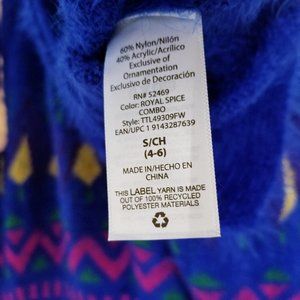 60% Nylon/Nilón
40% Acrylic/Acrílico
Exclusive of
Ornamentation
Exclusivo de Decoración
RN# 52469
Color: ROYAL SPICE
COMBO
Style: TTL49309FW
EAN/UPC 1 9143287639
S/CH
(4-6)
MADE IN/HECHO EN
CHINA
THIS LABEL YARN IS MADE
OUT OF 100% RECYCLED
POLYESTER MATERIALS